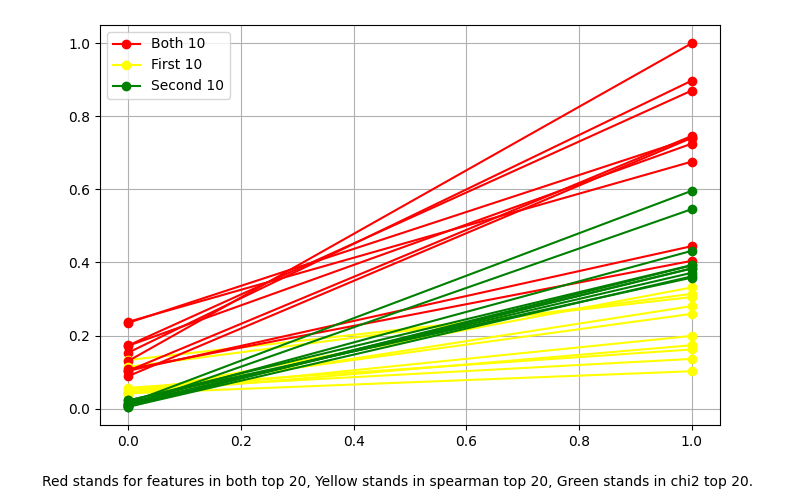 Both 10
First 10
Second 10
1.0
0.8
0.6
0.4
0.2
0.0
0.0 0.2 0.4 0.6 0.8 1.0
Red stands for features in both top 20, Yellow stands in spearman top 20, Green stands in chi2 top 20.